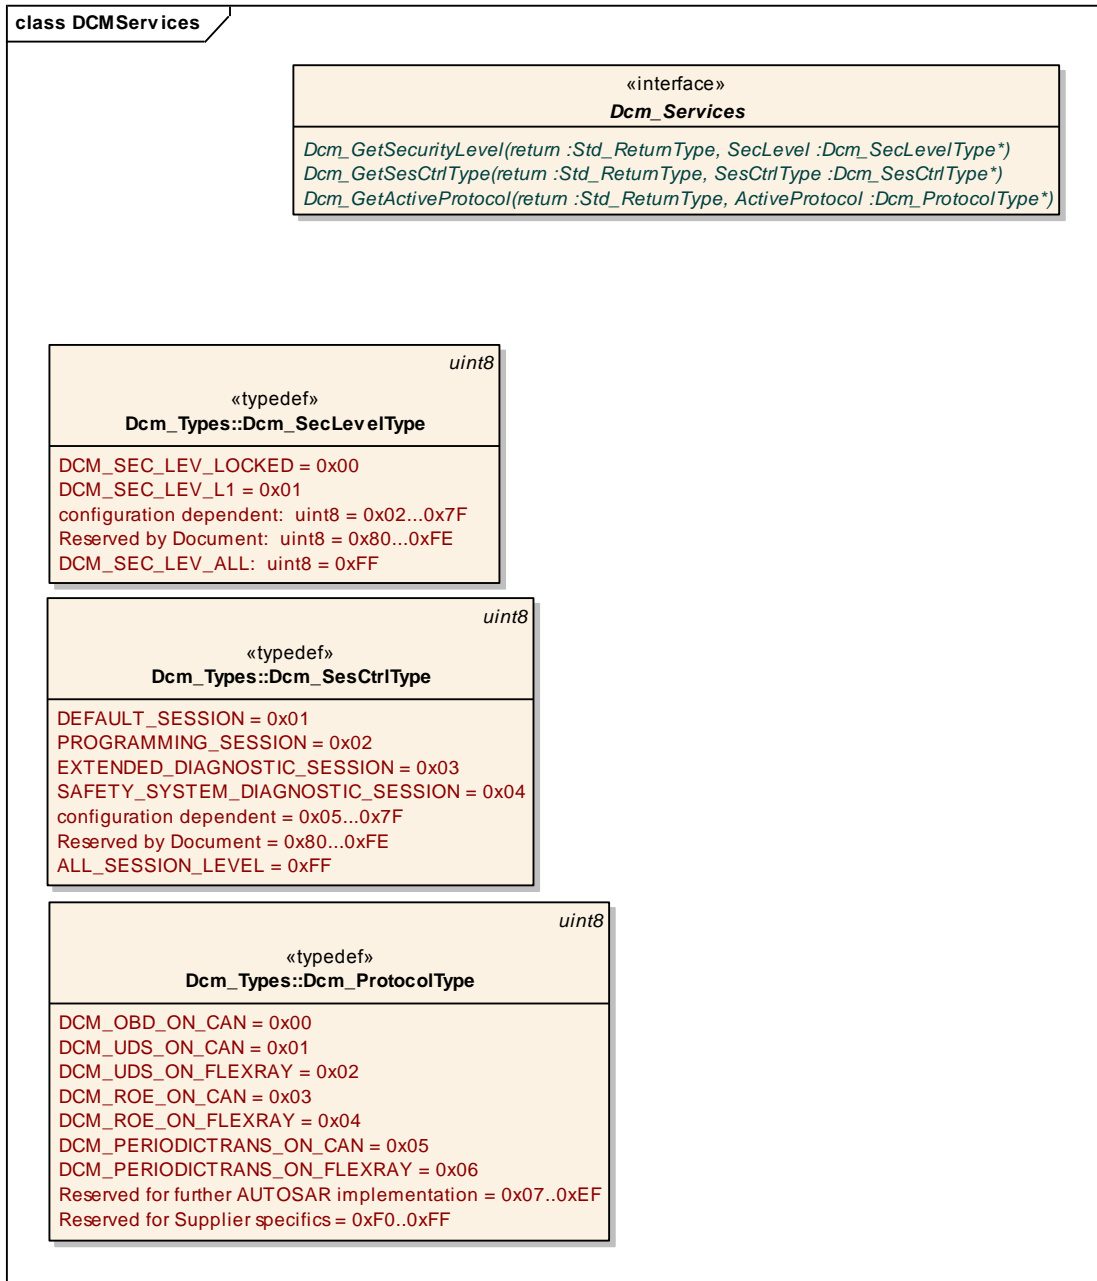 class DCMServices
«interface»
Dcm_Services
Dcm_GetSecurityLevel(return :Std_ReturnType, SecLevel :Dcm_SecLevelType*)
Dcm_GetSesCtrlType(return :Std_ReturnType, SesCtrlType :Dcm_SesCtrlType*)
Dcm_GetActiveProtocol(return :Std_ReturnType, ActiveProtocol :Dcm_ProtocolType*)
uint8
«typedef»
Dcm_Types::Dcm_SecLevelType
DCM_SEC_LEV_LOCKED = 0x00
DCM_SEC_LEV_L1 = 0x01
configuration dependent:  uint8 = 0x02...0x7F
Reserved by Document:  uint8 = 0x80...0xFE
DCM_SEC_LEV_ALL:  uint8 = 0xFF
uint8
«typedef»
Dcm_Types::Dcm_SesCtrlType
DEFAULT_SESSION = 0x01
PROGRAMMING_SESSION = 0x02
EXTENDED_DIAGNOSTIC_SESSION = 0x03
SAFETY_SYSTEM_DIAGNOSTIC_SESSION = 0x04
configuration dependent = 0x05...0x7F
Reserved by Document = 0x80...0xFE
ALL_SESSION_LEVEL = 0xFF
uint8
«typedef»
Dcm_Types::Dcm_ProtocolType
DCM_OBD_ON_CAN = 0x00
DCM_UDS_ON_CAN = 0x01
DCM_UDS_ON_FLEXRAY = 0x02
DCM_ROE_ON_CAN = 0x03
DCM_ROE_ON_FLEXRAY = 0x04
DCM_PERIODICTRANS_ON_CAN = 0x05
DCM_PERIODICTRANS_ON_FLEXRAY = 0x06
Reserved for further AUTOSAR implementation = 0x07..0xEF
Reserved for Supplier specifics = 0xF0..0xFF